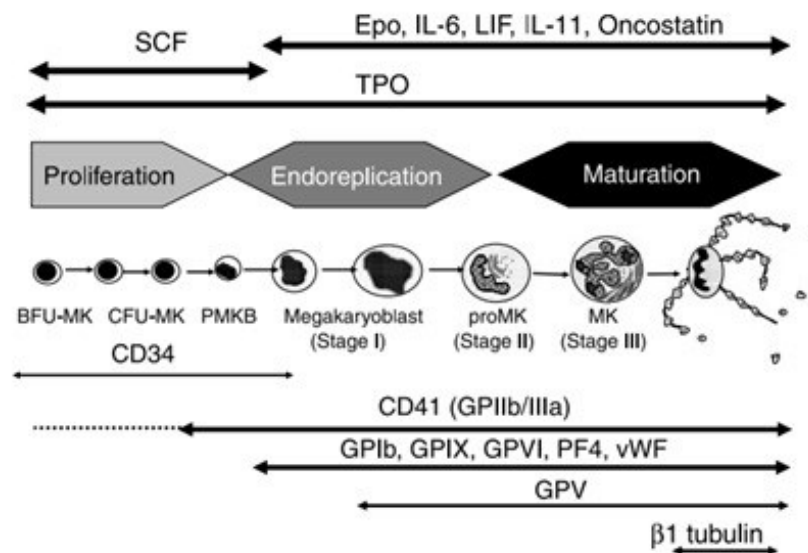 Epo, IL-6, LIF, IL-11, Oncostatin
SCF
TPO
Proliferation
Endoreplication
Maturation
BFU-MK
CFU-MK
PMKB
Megakaryoblast
(Stage I)
proMK
(Stage II)
MK
(Stage III)
CD34
CD41 (GPIIb/IIIa)
GPIb, GPIX, GPVI, PF4, vWF
GPV
β1 tubulin